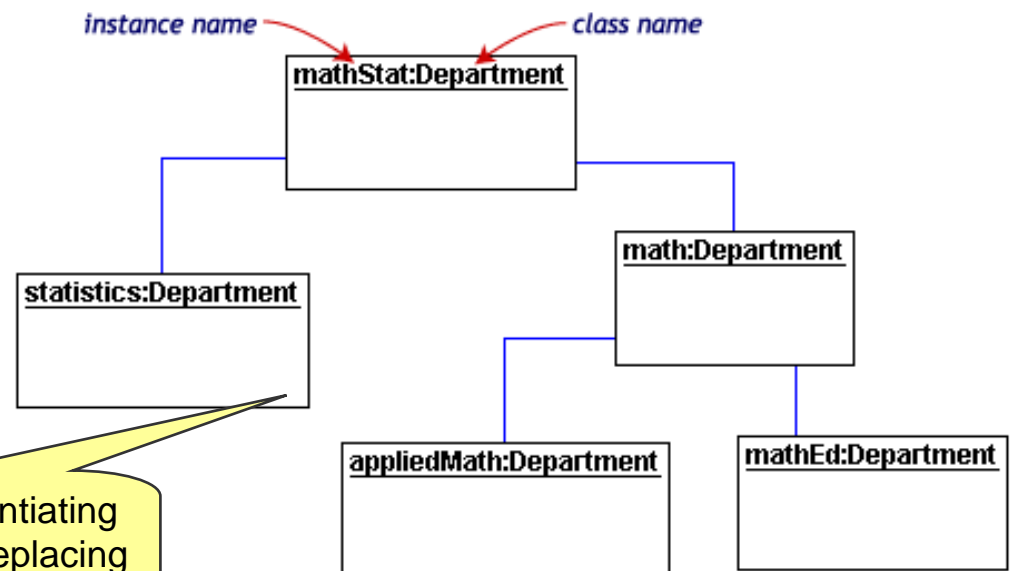 instance name
class name
mathStat:Department
math:Department
statistics:Department
appliedMath:Department
mathEd:Department